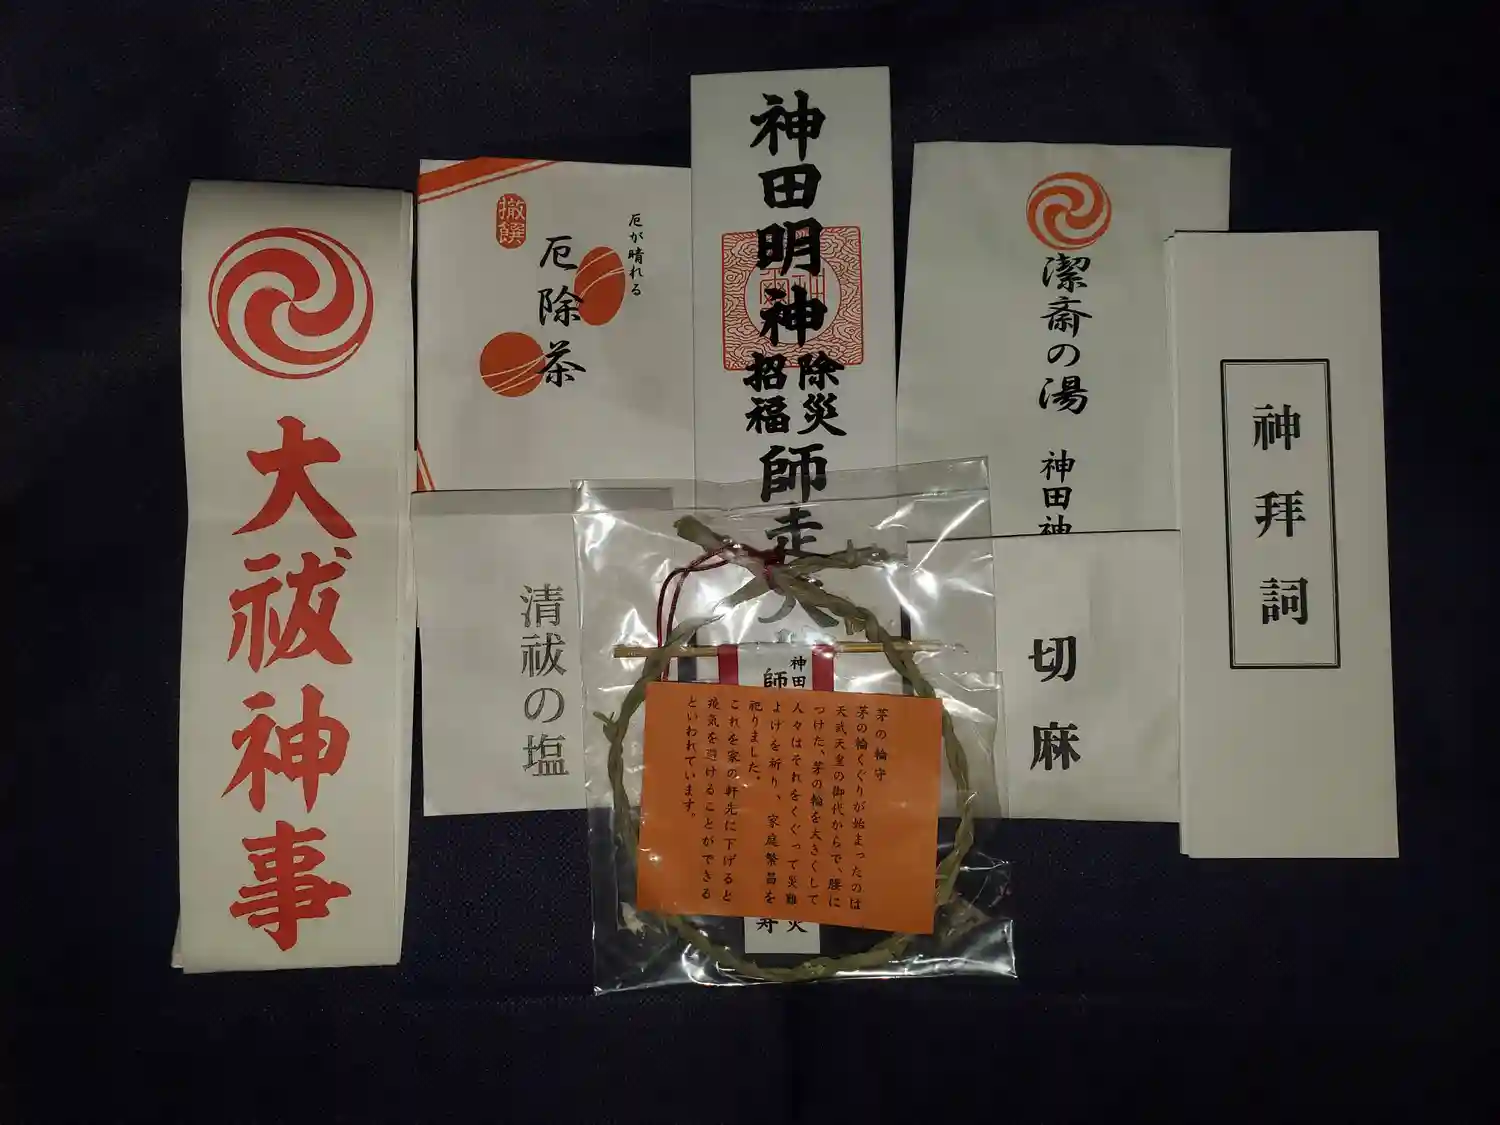 大祓神事
撤饌
厄除茶
厄が晴れる
清祓の塩
神田明神
除災
招福
師走大
神田
師
茅の輪守
茅の輪くぐりが始まったのは
天武天皇の御代からで、腰に
つけた、茅の輪を大きくして
人々はそれをくぐって災難
よけを祈り、家庭繁昌を
祀りました。
これを家の軒先に下げると
疫気を避けることができる
といわれています。
災
守
潔斎の湯
神田神
切麻
神拝詞